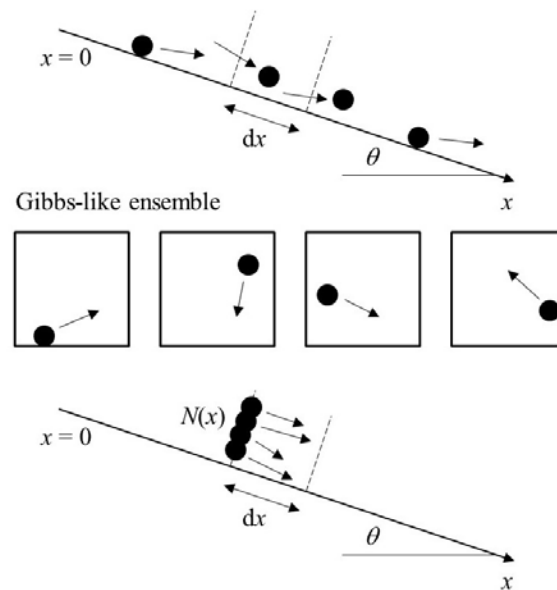 x = 0
dx
θ
x
Gibbs-like ensemble
N(x)
x = 0
dx
θ
x